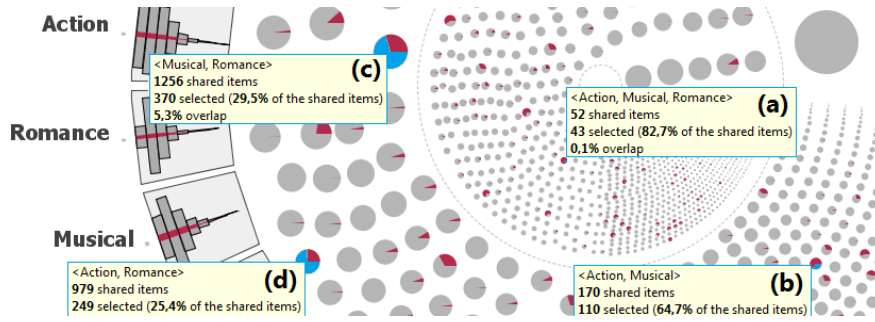 Action
<Musical, Romance>
1256 shared items
370 selected (29,5% of the shared items)
5,3% overlap
(c)
<Action, Musical, Romance>
52 shared items
43 selected (82,7% of the shared items)
0,1% overlap
(a)
Romance
Musical
<Action, Romance>
979 shared items
249 selected (25,4% of the shared items)
(d)
<Action, Musical>
170 shared items
110 selected (64,7% of the shared items)
(b)